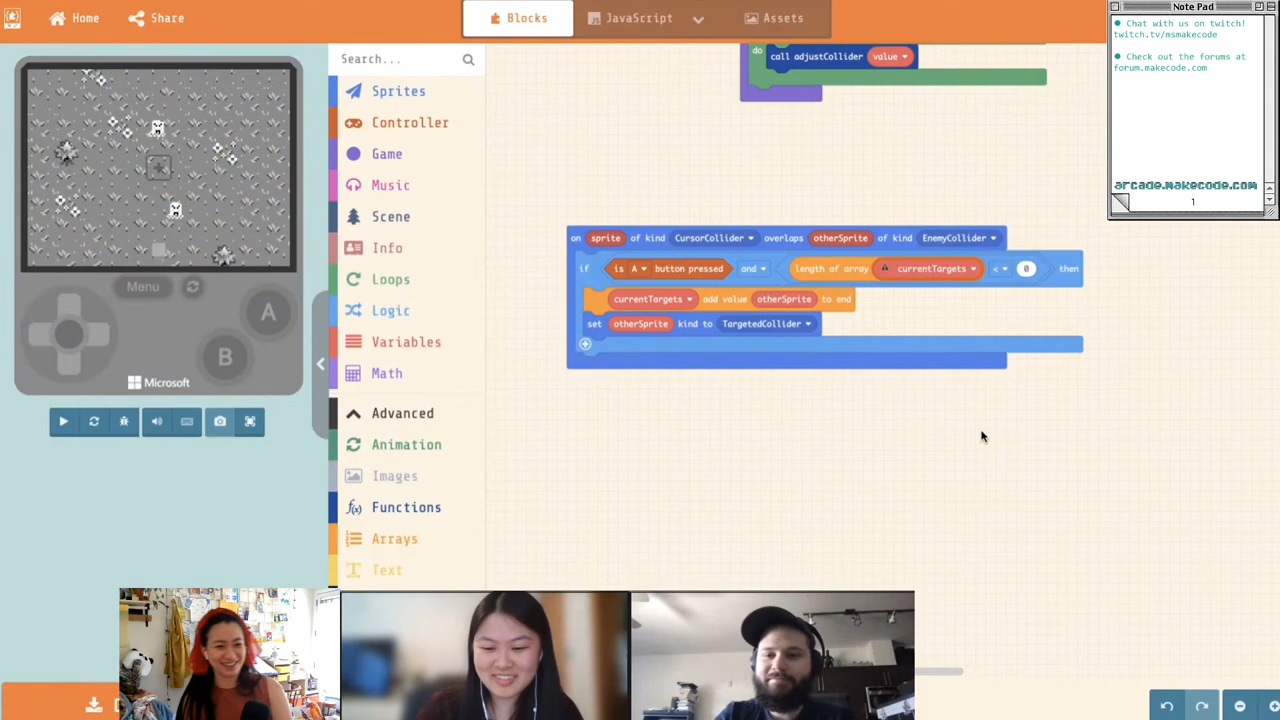 Home
Share
Blocks
JavaScript
Assets
Note Pad
Chat with us on twitch!
twitch.tv/msmakecode
Check out the forums at
forum.makecode.com
arcade.makecode.com
1
Menu
A
B
Microsoft
Search...
Sprites
Controller
Game
Music
Scene
Info
Loops
Logic
Variables
Math
Advanced
Animation
Images
Functions
Arrays
Text
do call adjustCollider value
on sprite of kind CursorCollider overlaps otherSprite of kind EnemyCollider
if is A button pressed and length of array currentTargets < 0 then
currentTargets add value otherSprite to end
set otherSprite kind to TargetedCollider